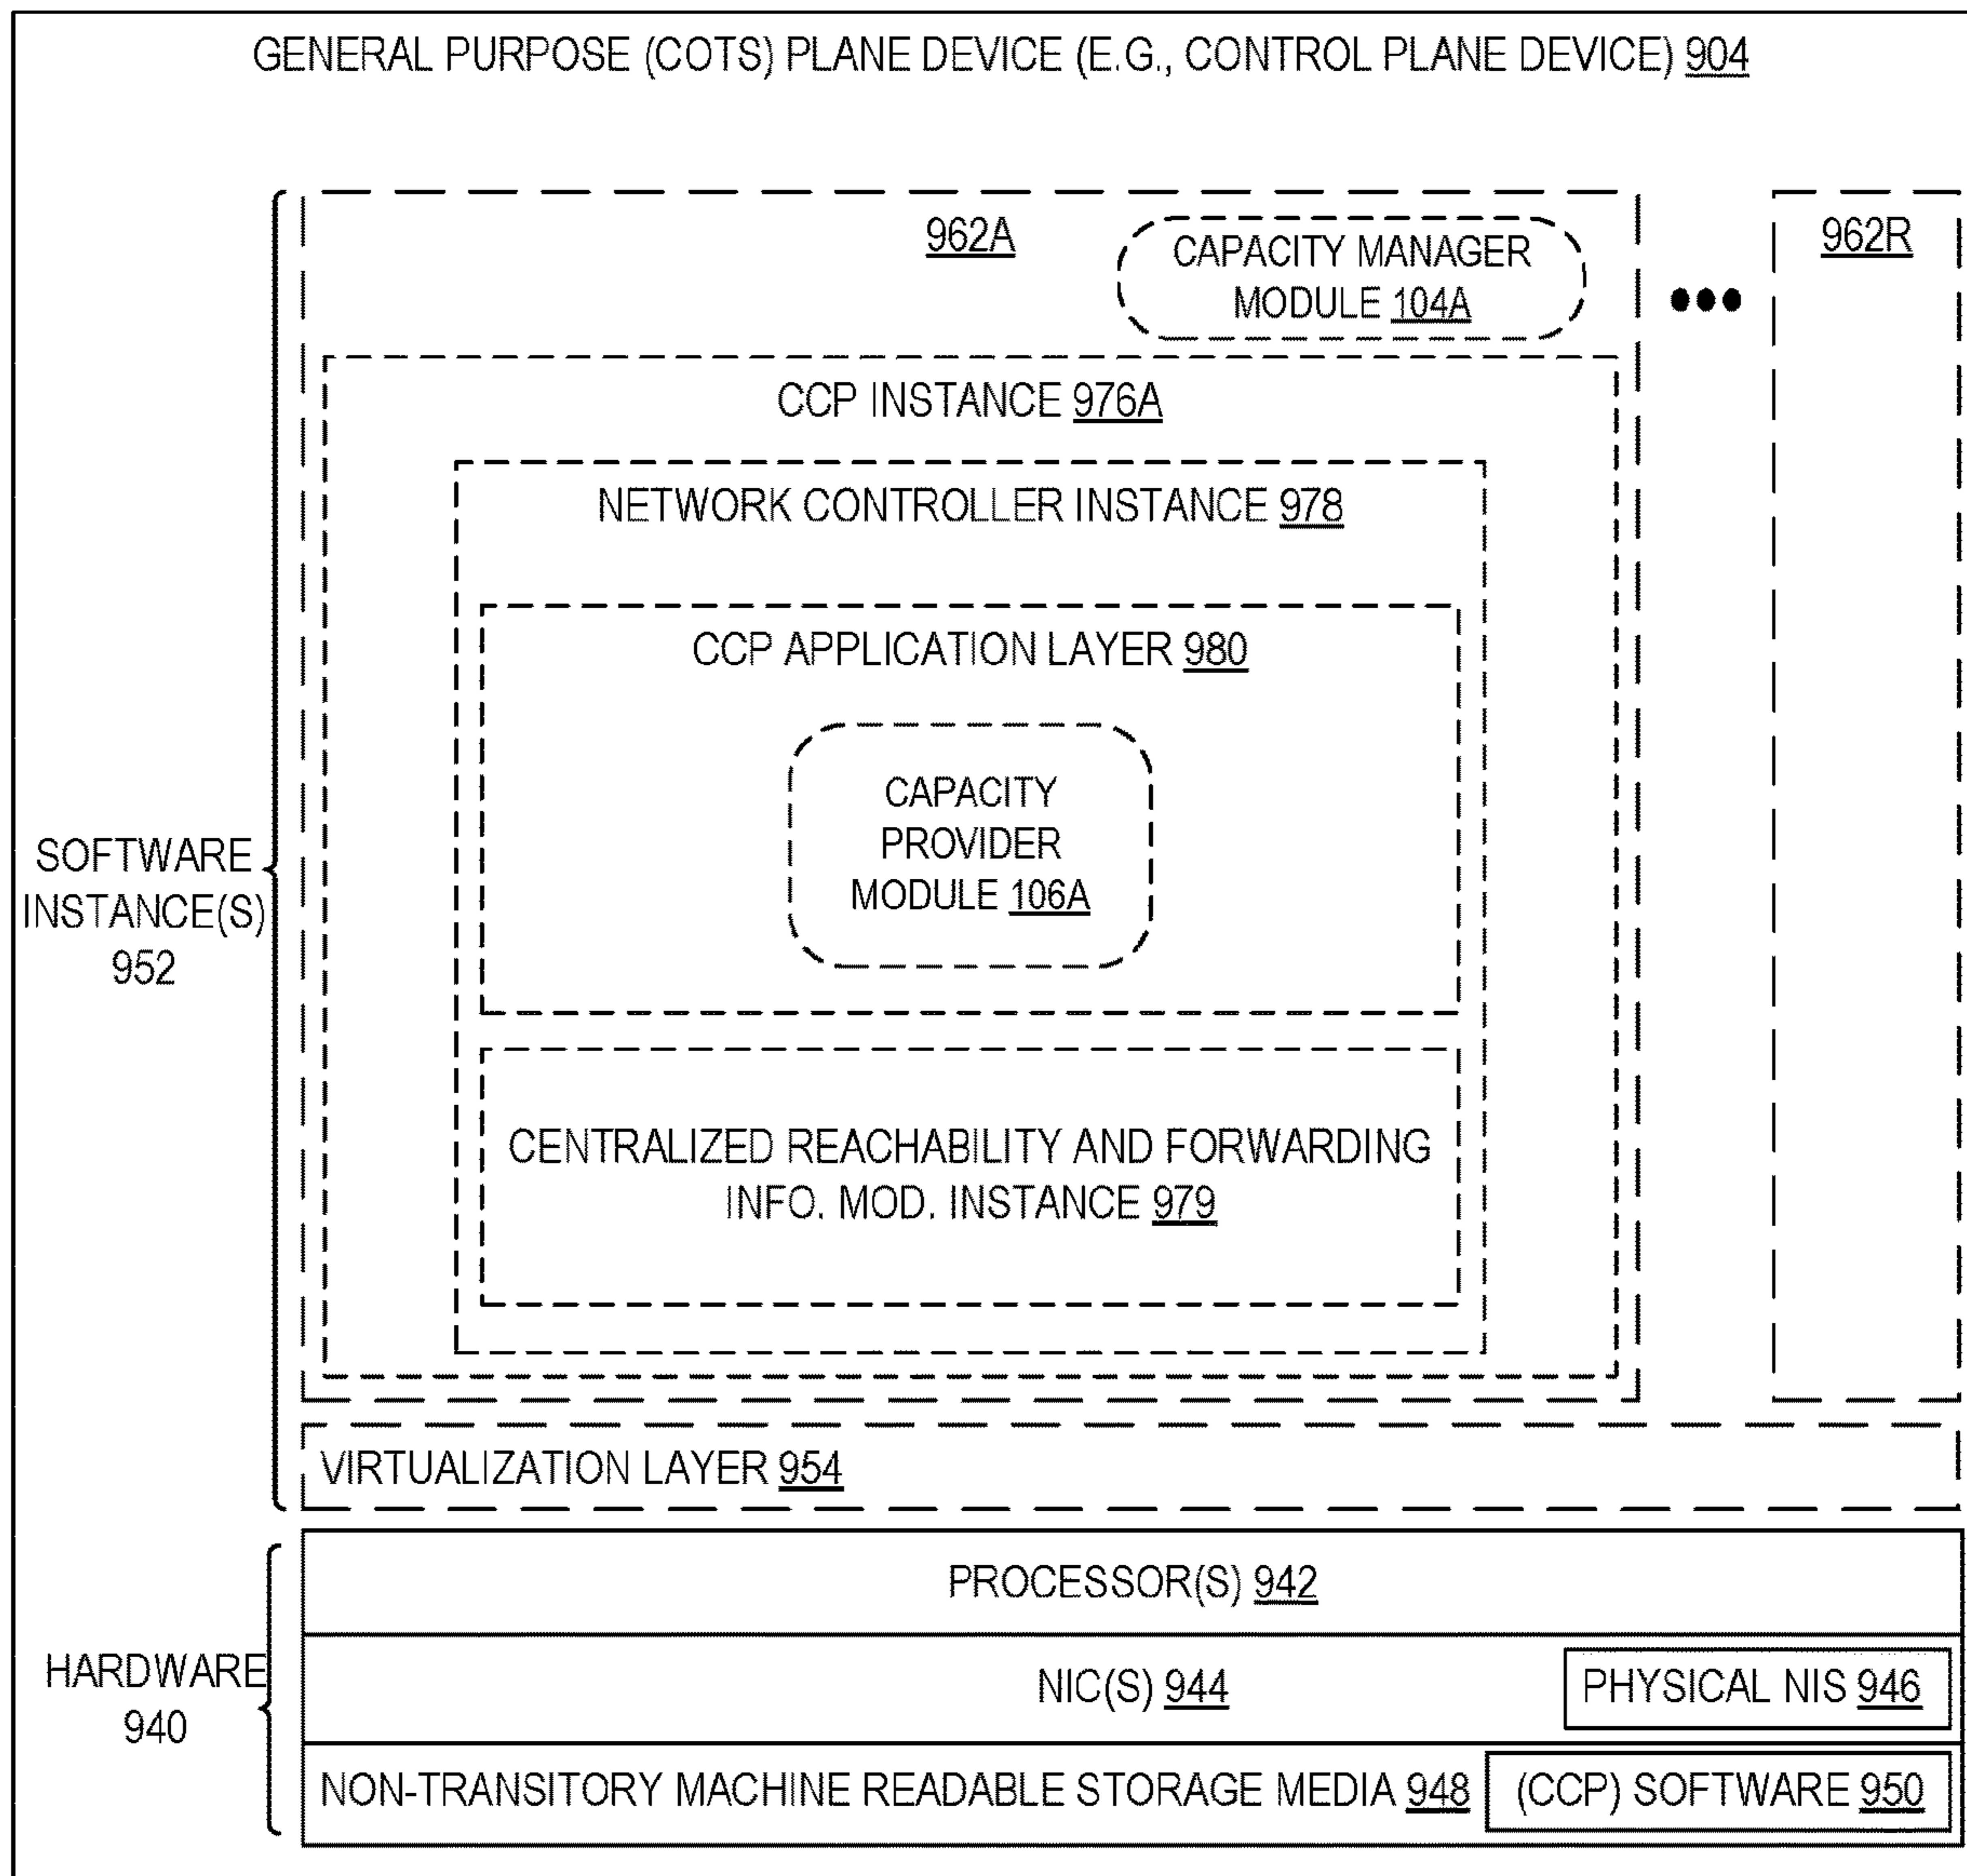 GENERAL PURPOSE (COTS) PLANE DEVICE (E.G., CONTROL PLANE DEVICE) 904
962A
CAPACITY MANAGER
MODULE 104A
962R
CCP INSTANCE 976A
NETWORK CONTROLLER INSTANCE 978
CCP APPLICATION LAYER 980
CAPACITY
PROVIDER
MODULE 106A
SOFTWARE
INSTANCE(S)
952
CENTRALIZED REACHABILITY AND FORWARDING
INFO. MOD. INSTANCE 979
VIRTUALIZATION LAYER 954
PROCESSOR(S) 942
HARDWARE
940
NIC(S) 944
PHYSICAL NIS 946
NON-TRANSITORY MACHINE READABLE STORAGE MEDIA 948
(CCP) SOFTWARE 950